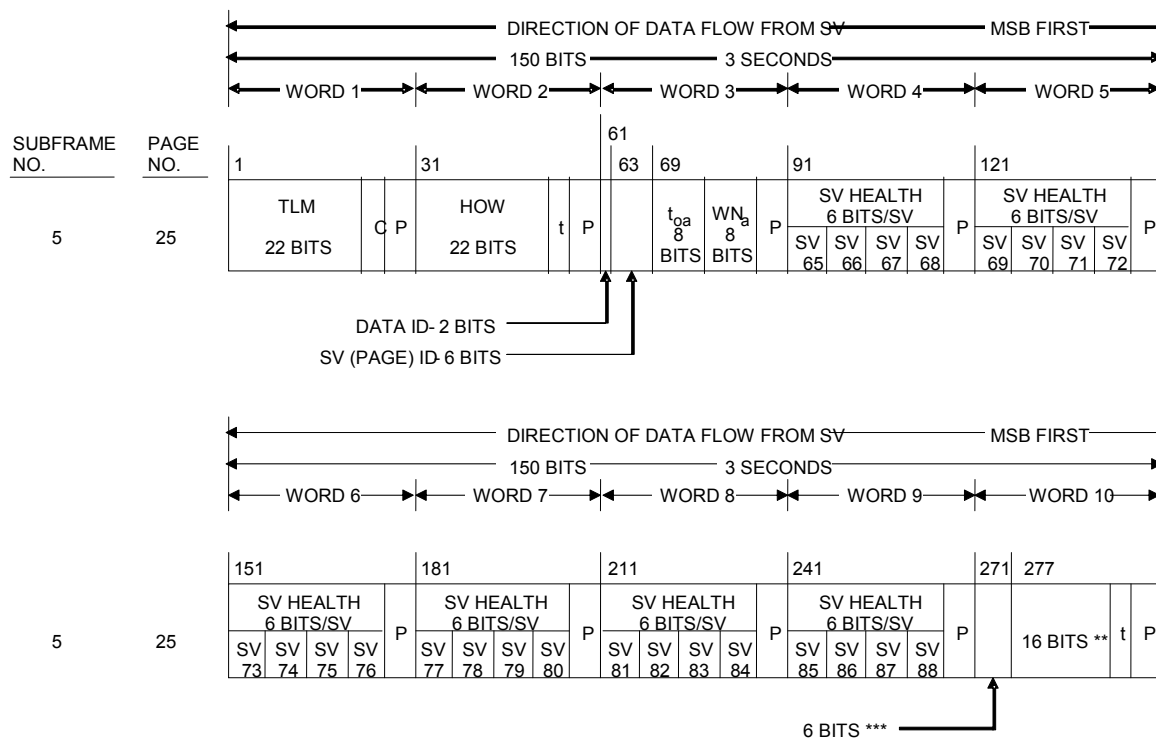 DIRECTION OF DATA FLOW FROM SV MSB FIRST
150 BITS 3 SECONDS
WORD 1 WORD 2 WORD 3 WORD 4 WORD 5
SUBFRAME NO. PAGE NO.
61
1 31 63 69 91 121
5 25
TLM 22 BITS C P
HOW 22 BITS t P
toa 8 BITS WNa 8 BITS P
SV HEALTH 6 BITS/SV P
SV 65 SV 66 SV 67 SV 68
SV HEALTH 6 BITS/SV P
SV 69 SV 70 SV 71 SV 72
DATA ID- 2 BITS
SV (PAGE) ID- 6 BITS
DIRECTION OF DATA FLOW FROM SV MSB FIRST
150 BITS 3 SECONDS
WORD 6 WORD 7 WORD 8 WORD 9 WORD 10
151 181 211 241 271 277
5 25
SV HEALTH 6 BITS/SV P
SV 73 SV 74 SV 75 SV 76
SV HEALTH 6 BITS/SV P
SV 77 SV 78 SV 79 SV 80
SV HEALTH 6 BITS/SV P
SV 81 SV 82 SV 83 SV 84
SV HEALTH 6 BITS/SV P
SV 85 SV 86 SV 87 SV 88
16 BITS ** t P
6 BITS ***